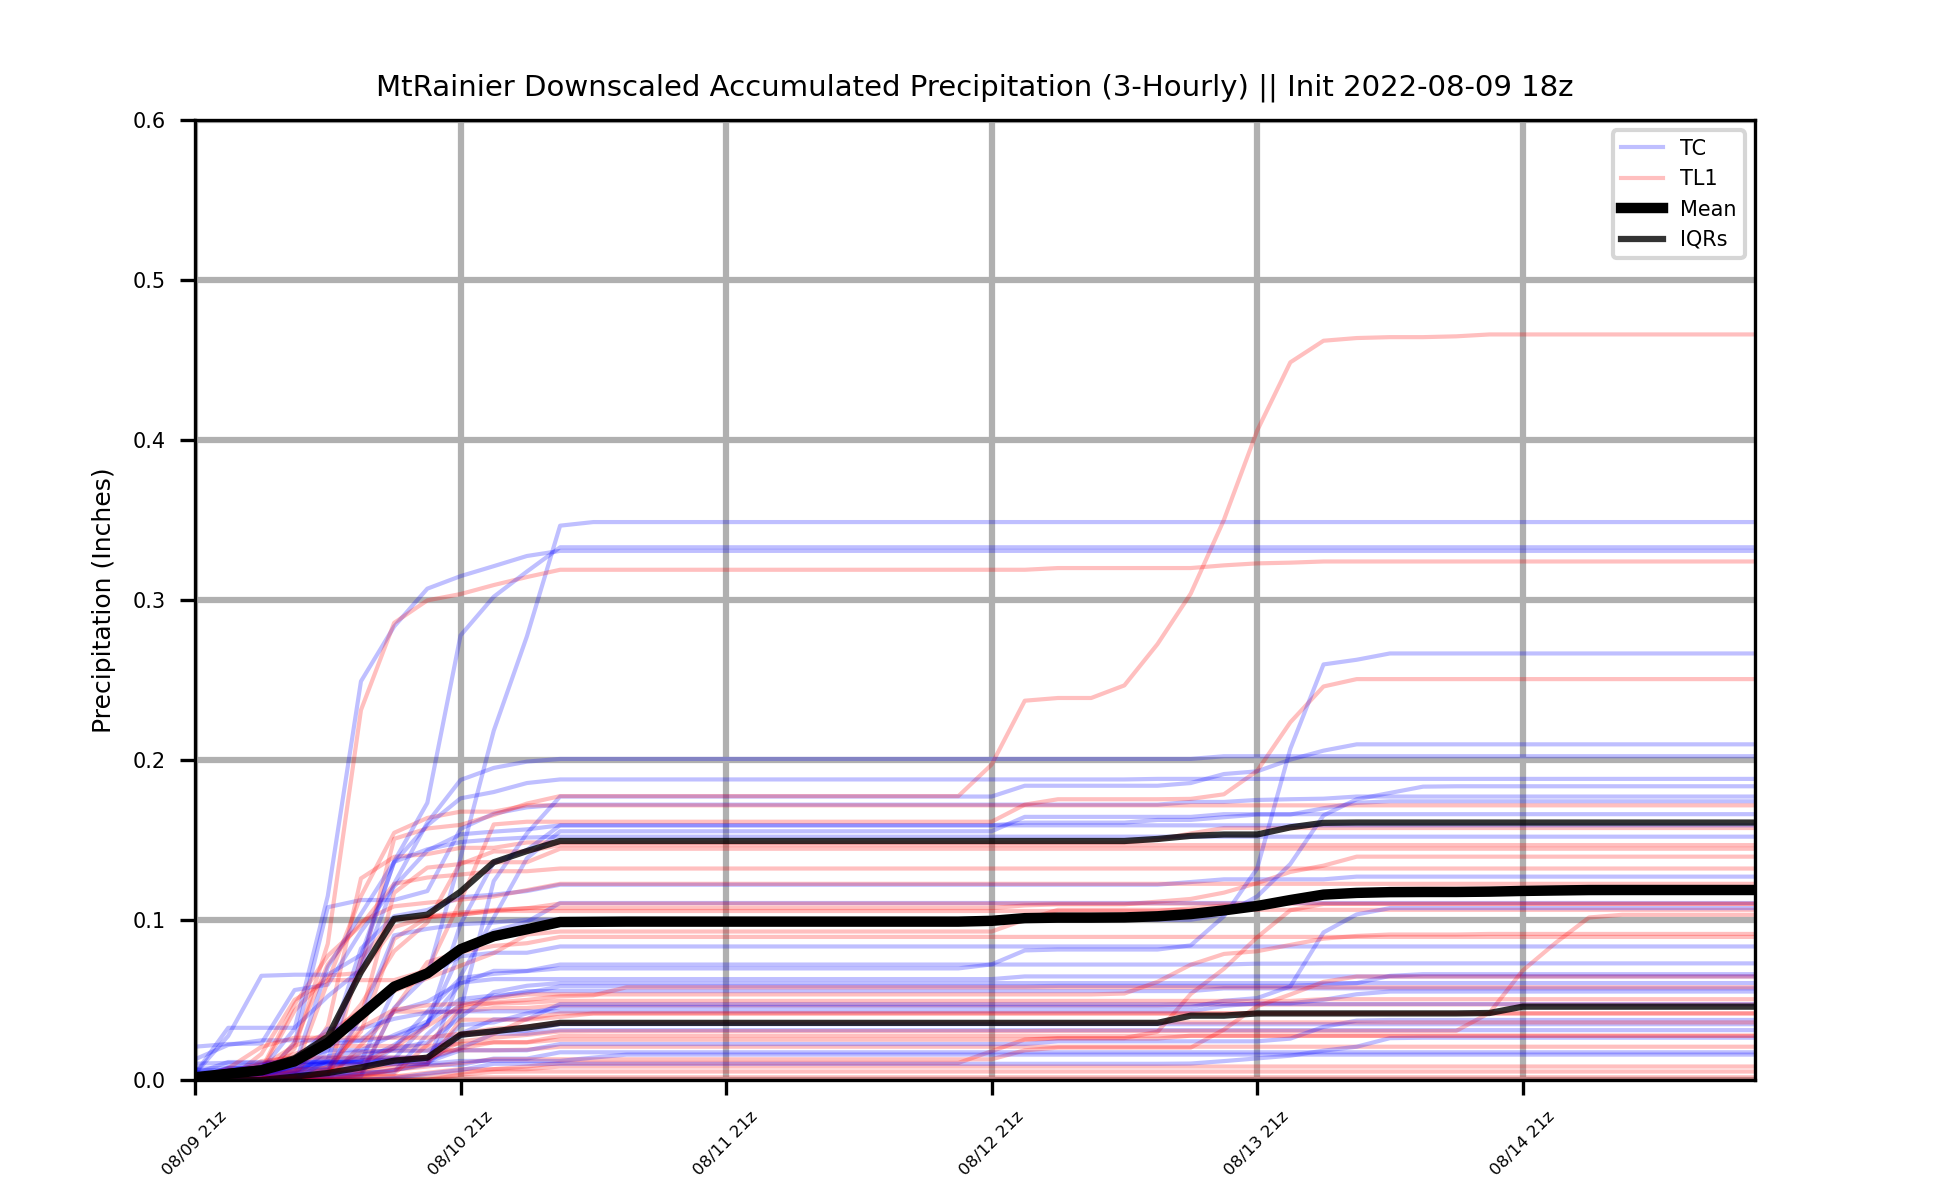 MtRainier Downscaled Accumulated Precipitation (3-Hourly) || Init 2022-08-09 18z
Precipitation (Inches)
0.6
0.5
0.4
0.3
0.2
0.1
0.0
TC
TL1
Mean
IQRs
08/09 21z
08/10 21z
08/11 21z
08/12 21z
08/13 21z
08/14 21z